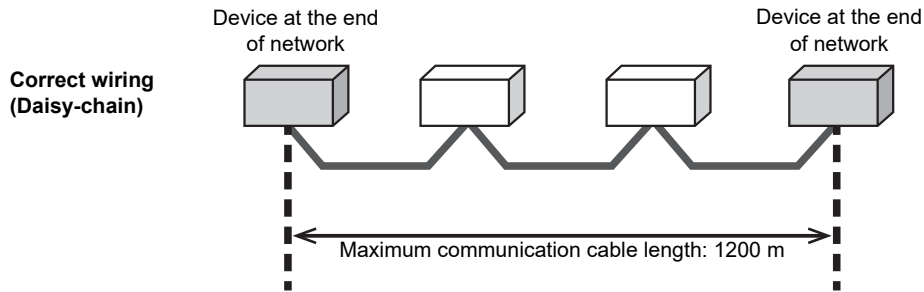 Device at the end
of network
Device at the end
of network
Correct wiring
(Daisy-chain)
Maximum communication cable length: 1200 m